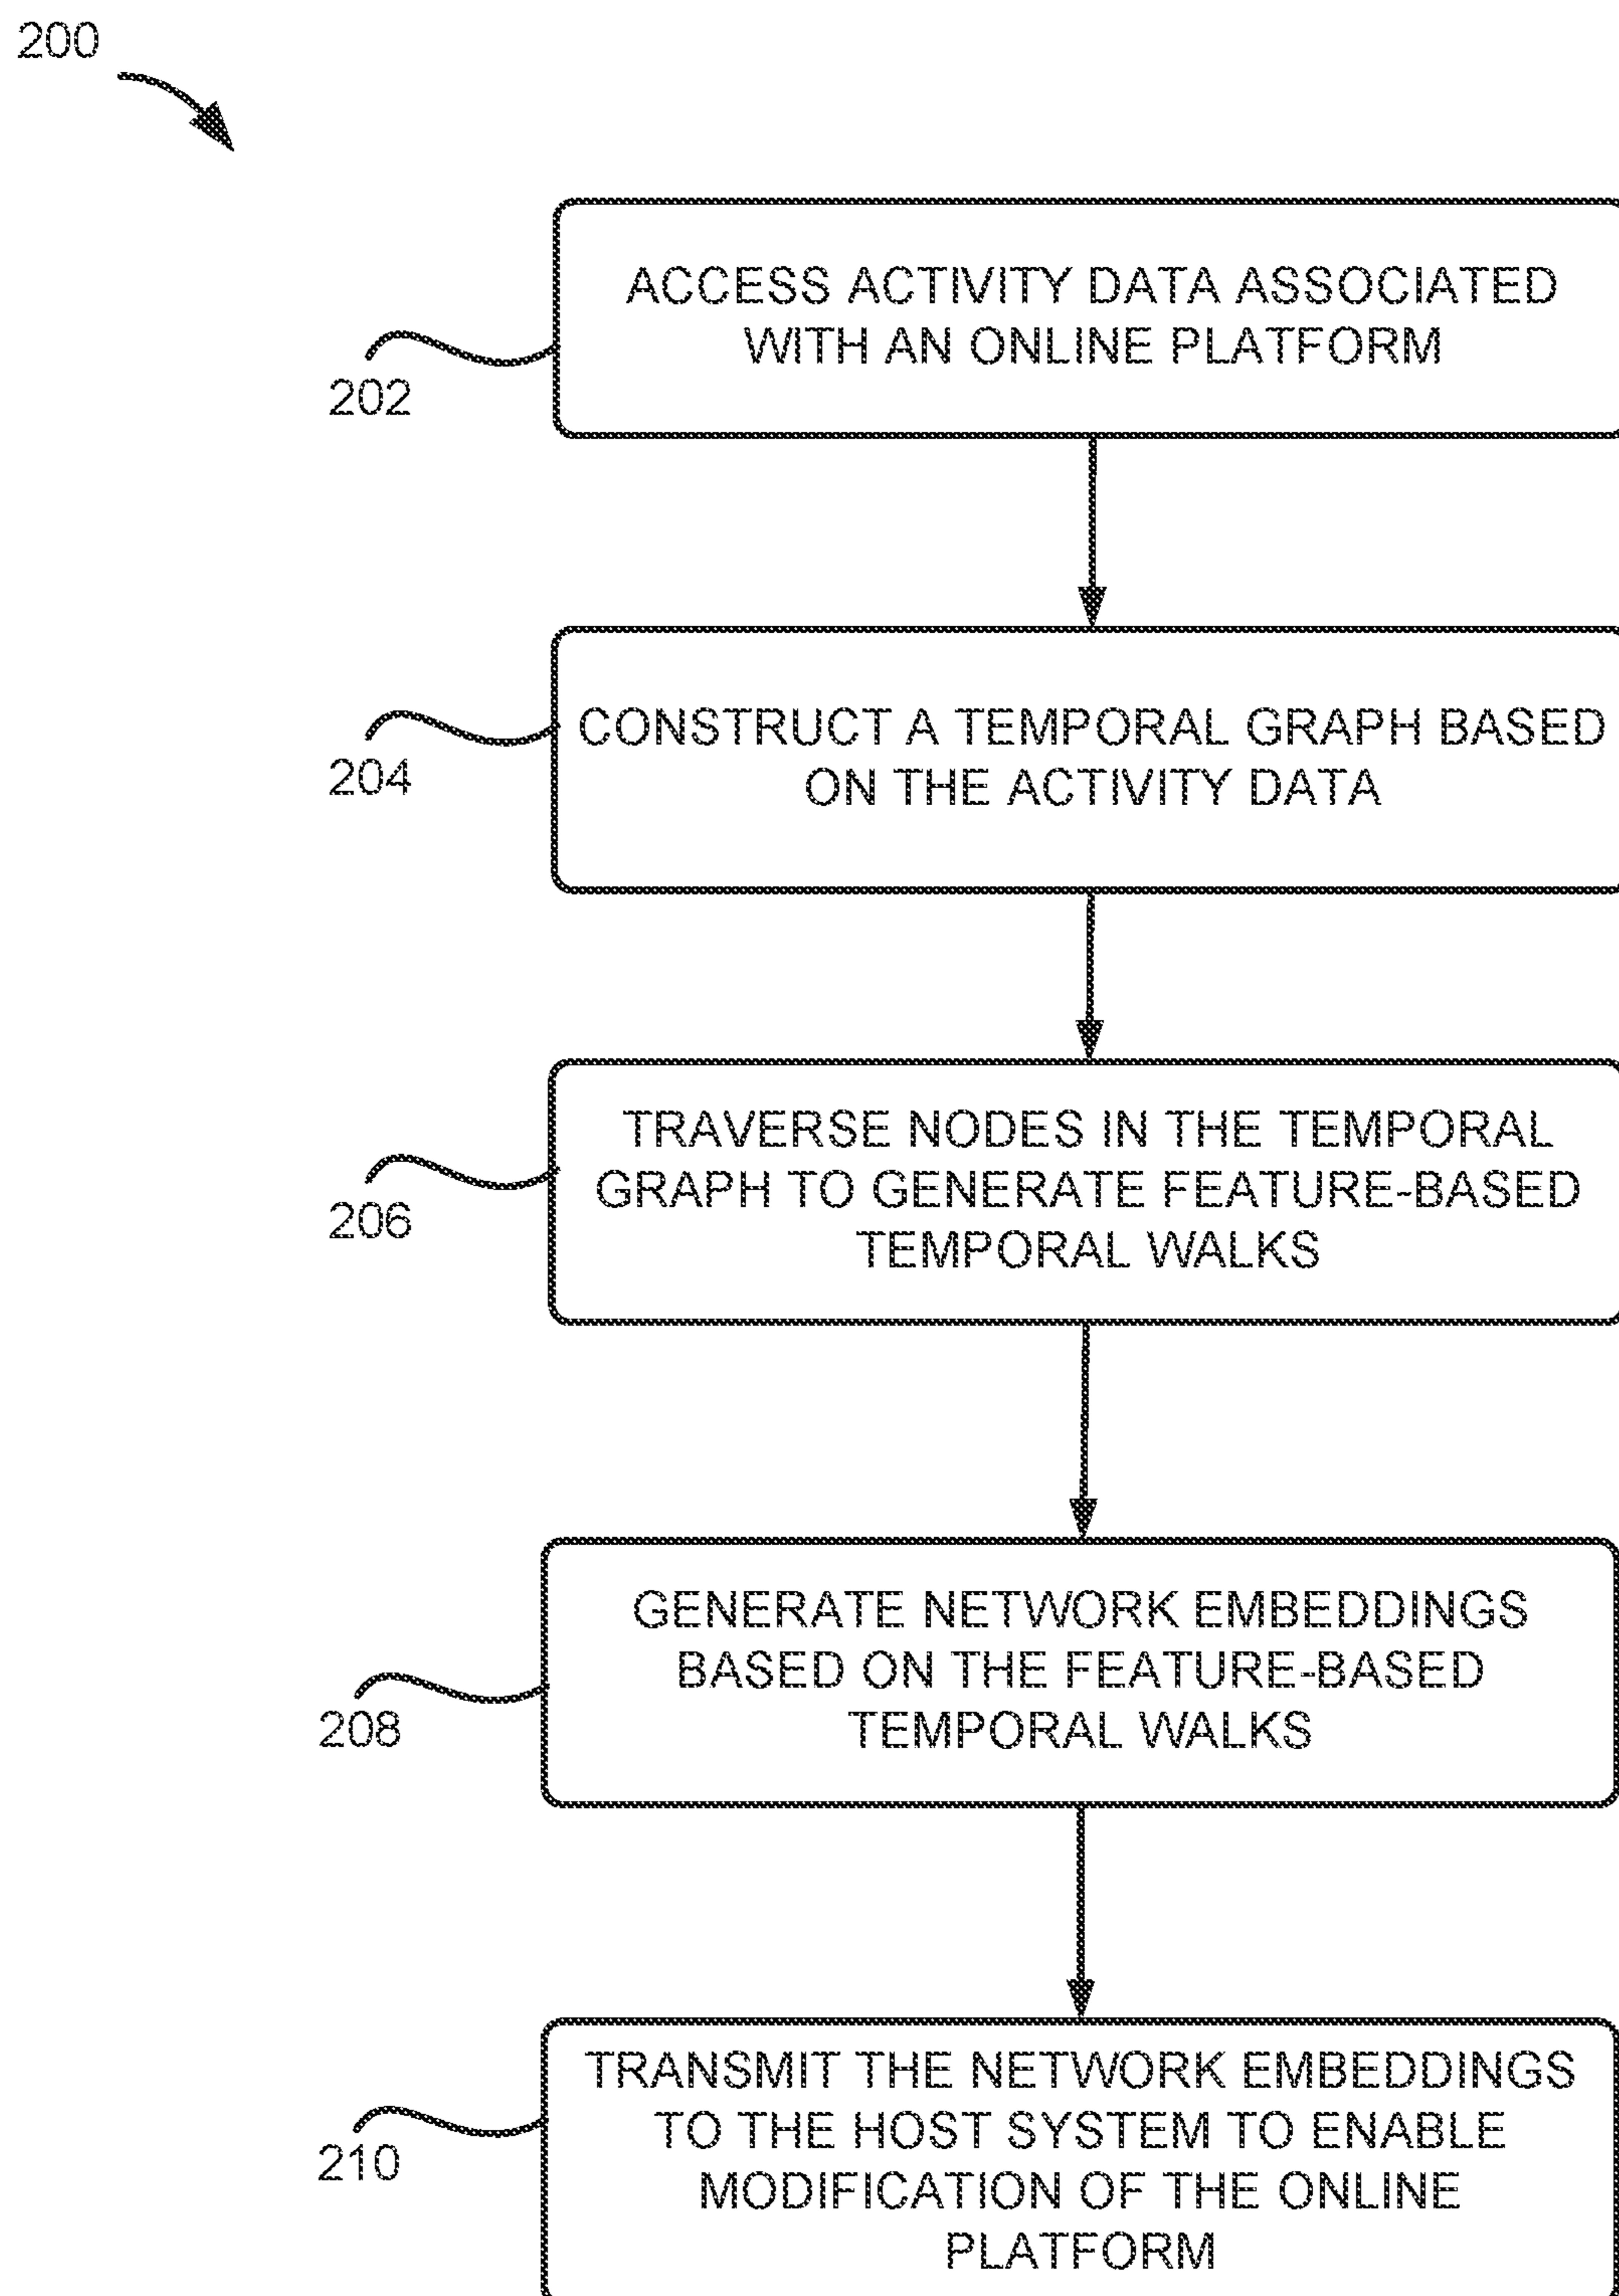 200
ACCESS ACTIVITY DATA ASSOCIATED
WITH AN ONLINE PLATFORM
202
CONSTRUCT A TEMPORAL GRAPH BASED
ON THE ACTIVITY DATA
204
TRAVERSE NODES IN THE TEMPORAL
GRAPH TO GENERATE FEATURE-BASED
TEMPORAL WALKS
206
GENERATE NETWORK EMBEDDINGS
BASED ON THE FEATURE-BASED
TEMPORAL WALKS
208
TRANSMIT THE NETWORK EMBEDDINGS
TO THE HOST SYSTEM TO ENABLE
MODIFICATION OF THE ONLINE
PLATFORM
210